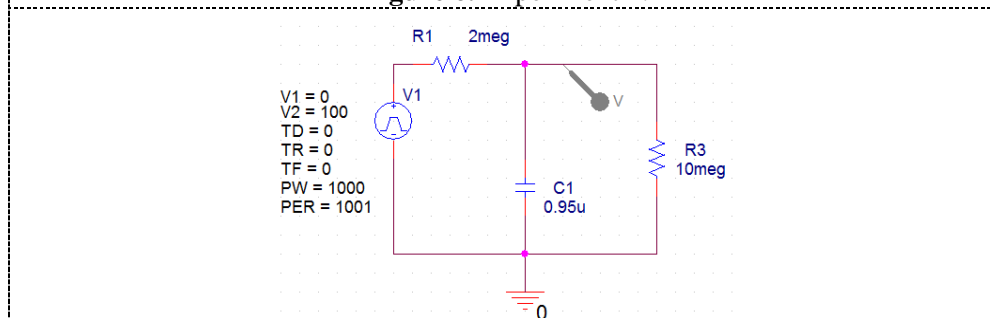 R1 2meg
V1 = 0
V2 = 100
TD = 0
TR = 0
TF = 0
PW = 1000
PER = 1001
V1
V
C1
0.95u
R3
10meg
0